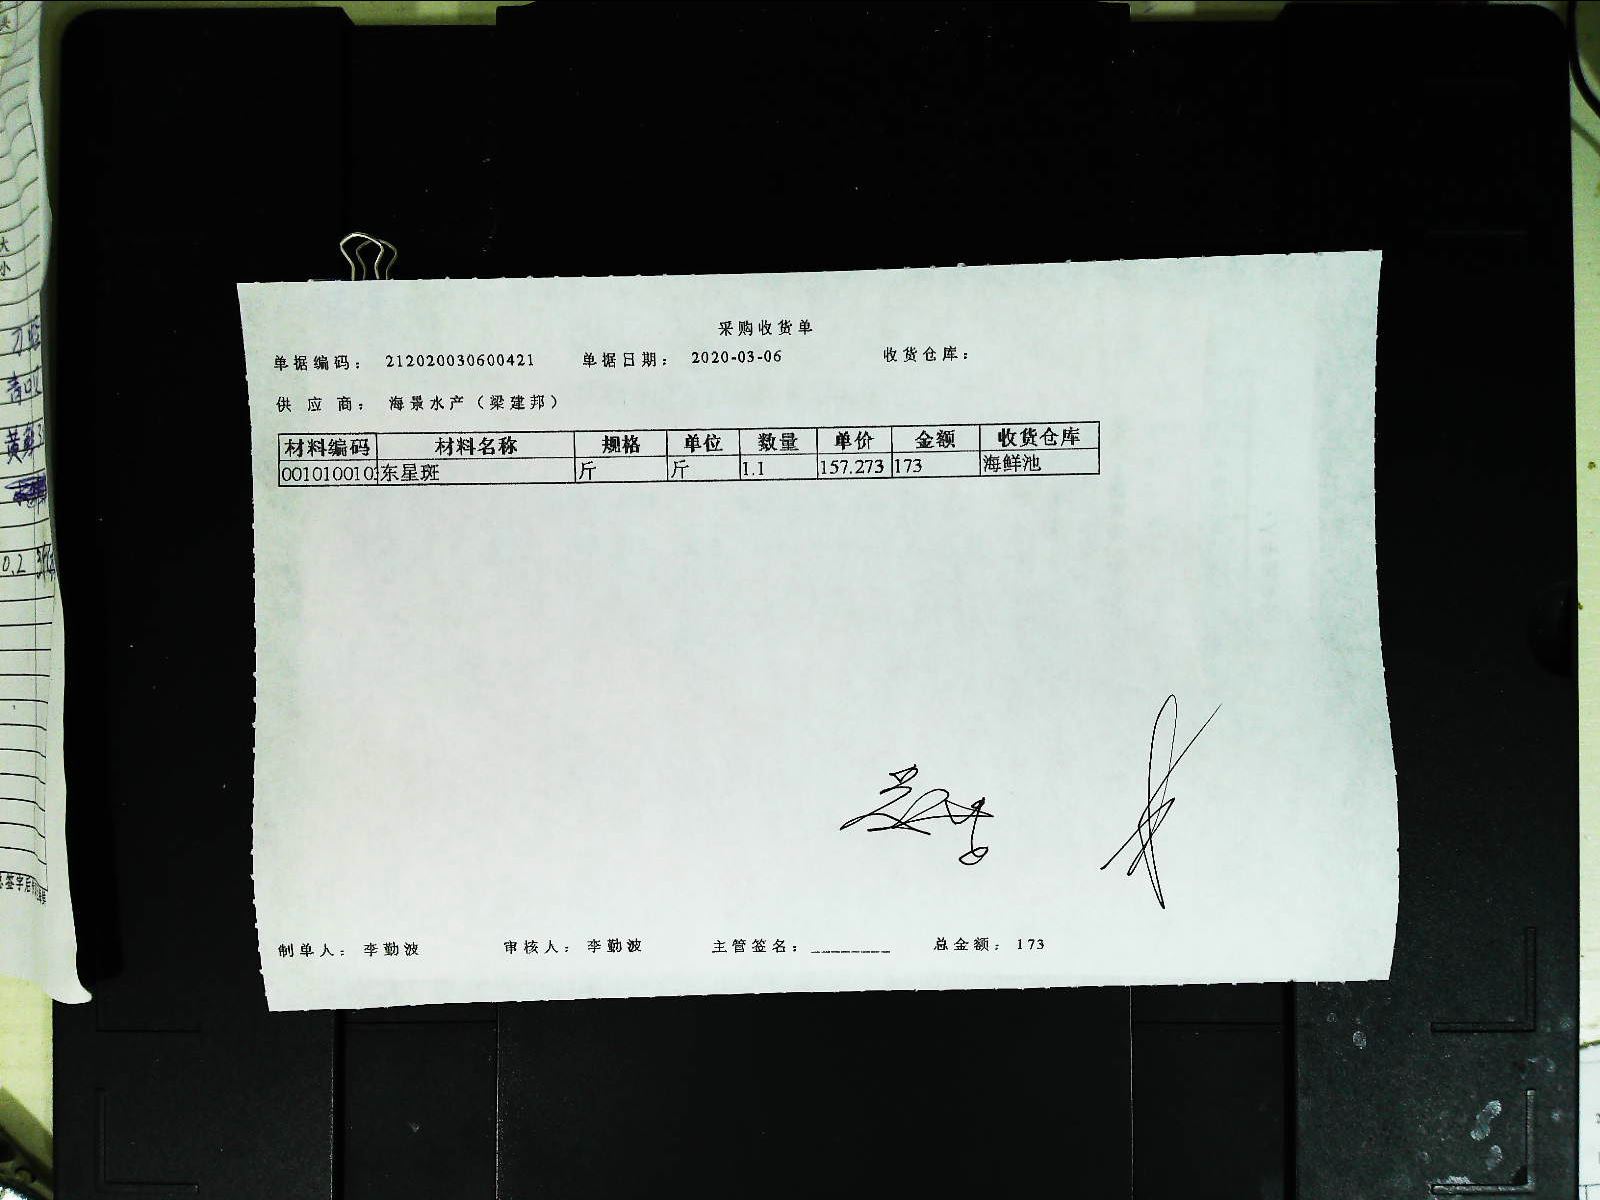 采购收货单
单据编码： 212020030600421 单据日期： 2020-03-06 收货仓库：
供应商： 海景水产（梁建邦）
材料编码 材料名称 规格 单位 数量 单价 金额 收货仓库
001010010 东星斑 斤 斤 1.1 157.273 173 海鲜池
制单人： 李勤波 审核人： 李勤波 主管签名：________ 总金额： 173